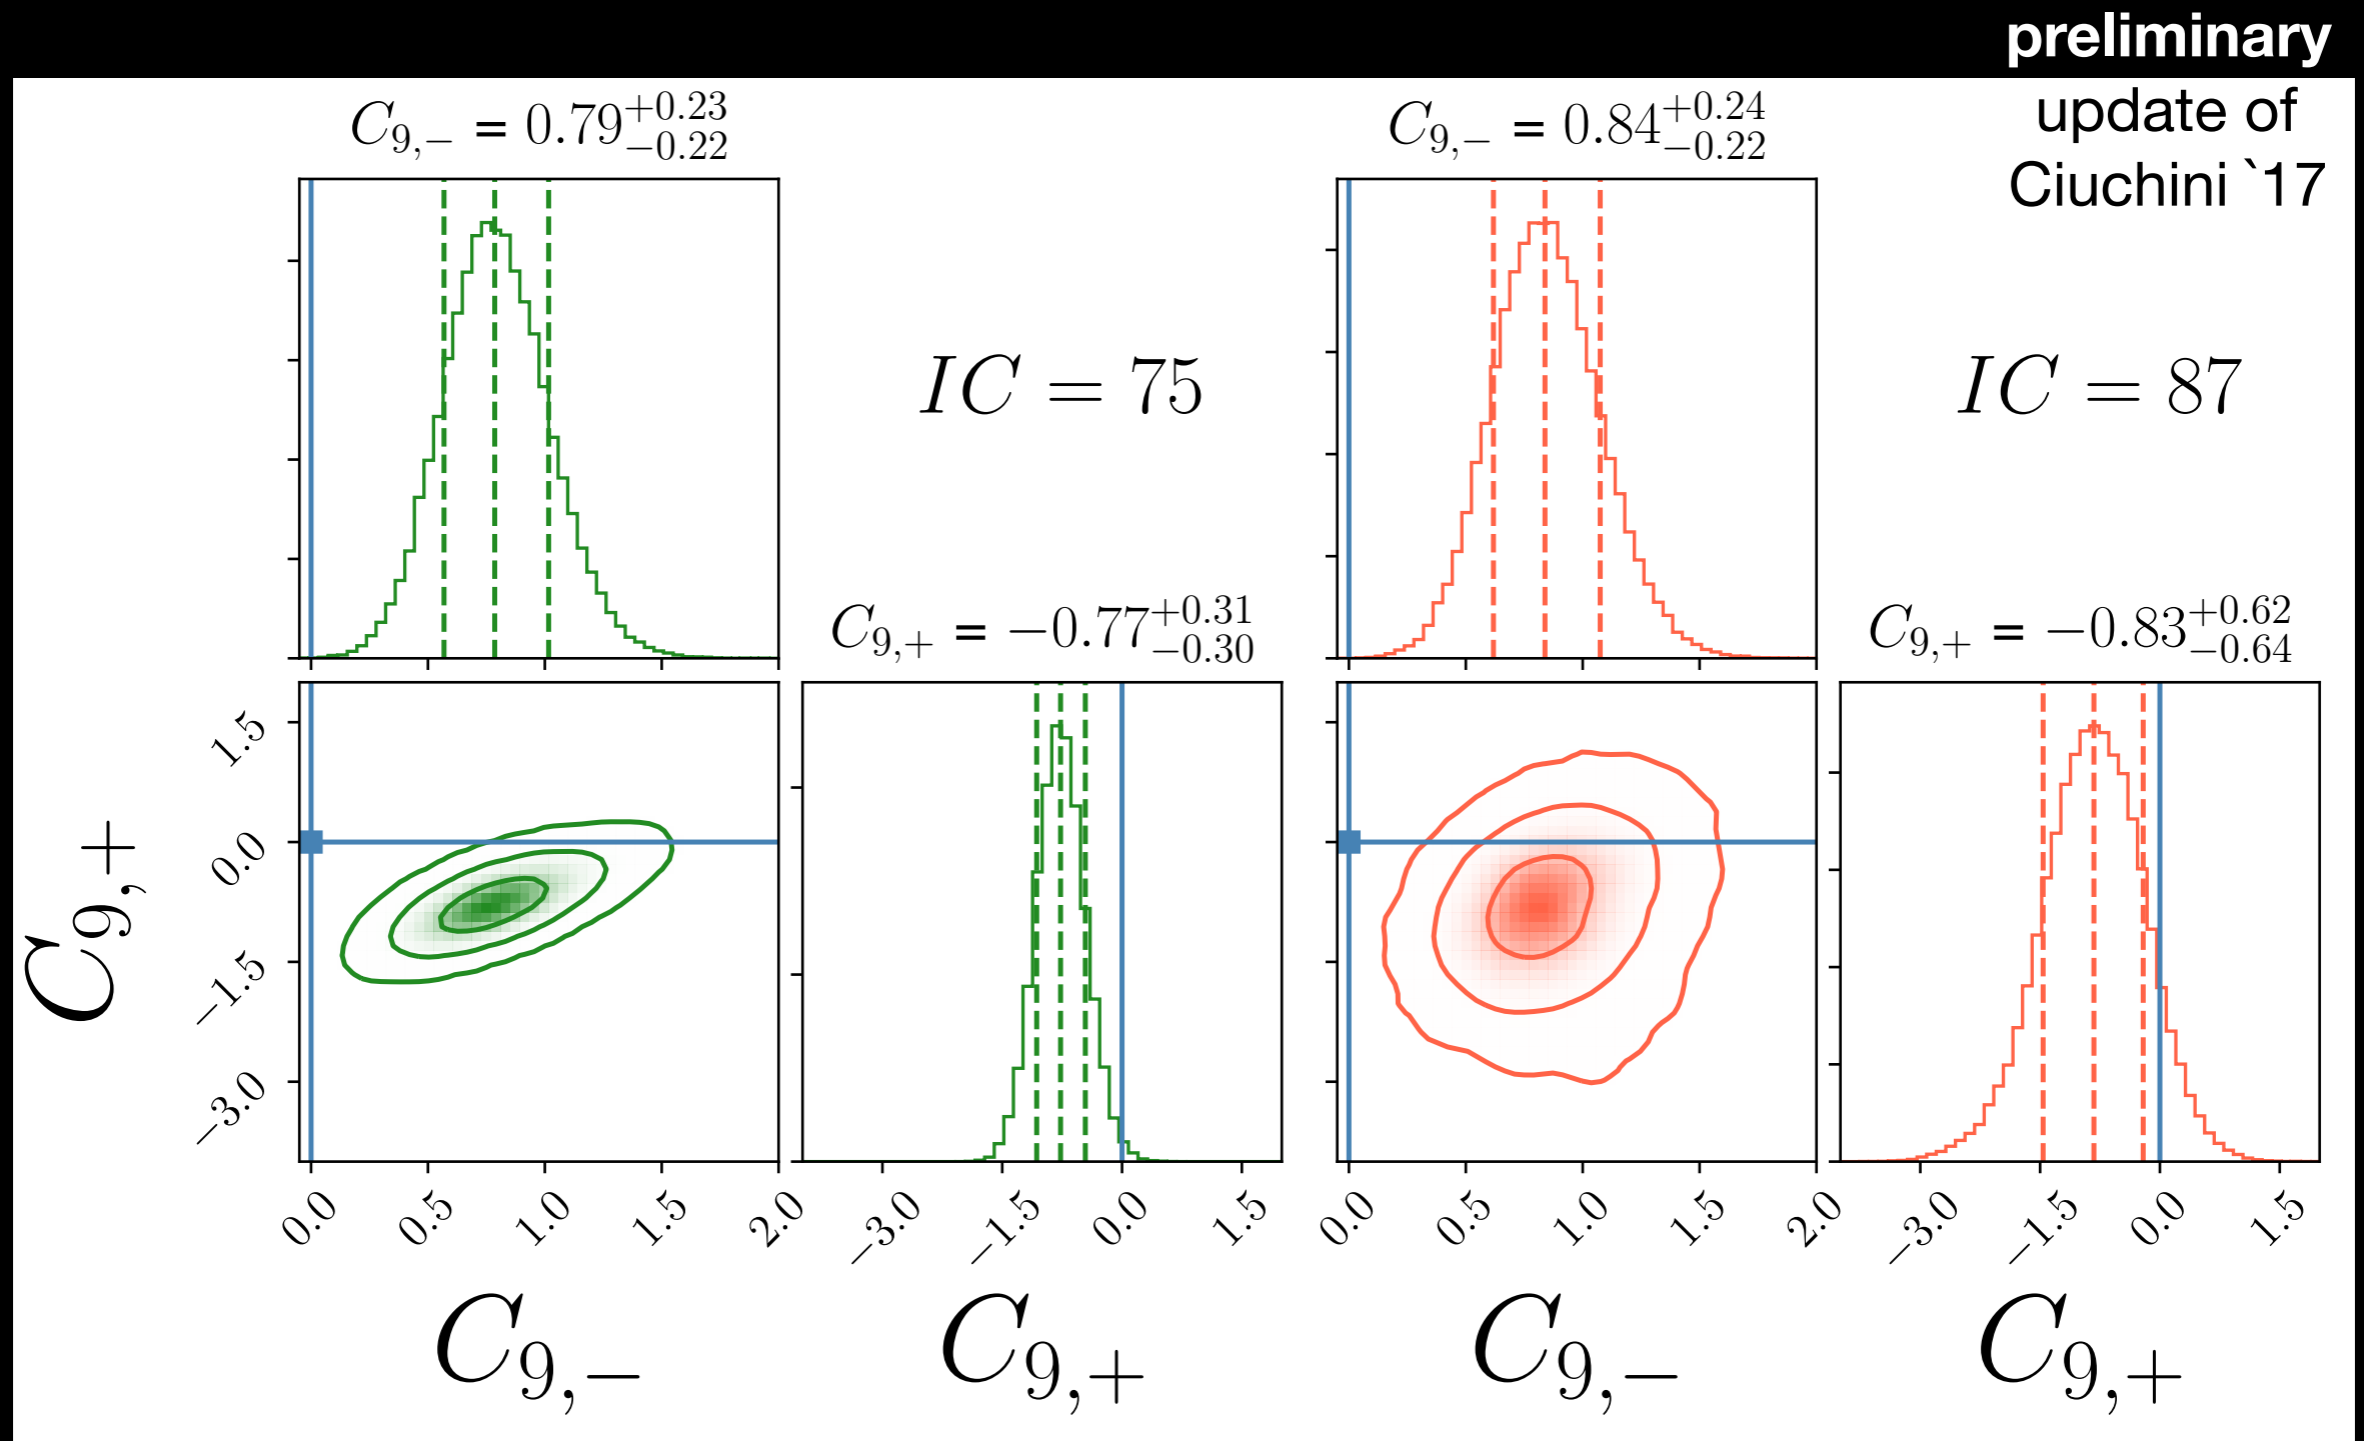 preliminary
update of
Ciuchini `17
C₉,₋ = 0.79 +0.23 −0.22
C₉,₋ = 0.84 +0.24 −0.22
IC = 75
IC = 87
C₉,₊ = −0.77 +0.31 −0.30
C₉,₊ = −0.83 +0.62 −0.64
C₉,₊
1.5
0.0
−1.5
−3.0
0.0 0.5 1.0 1.5 2.0 −3.0 −1.5 0.0 1.5 0.0 0.5 1.0 1.5 2.0 −3.0 −1.5 0.0 1.5
C₉,₋ C₉,₊ C₉,₋ C₉,₊